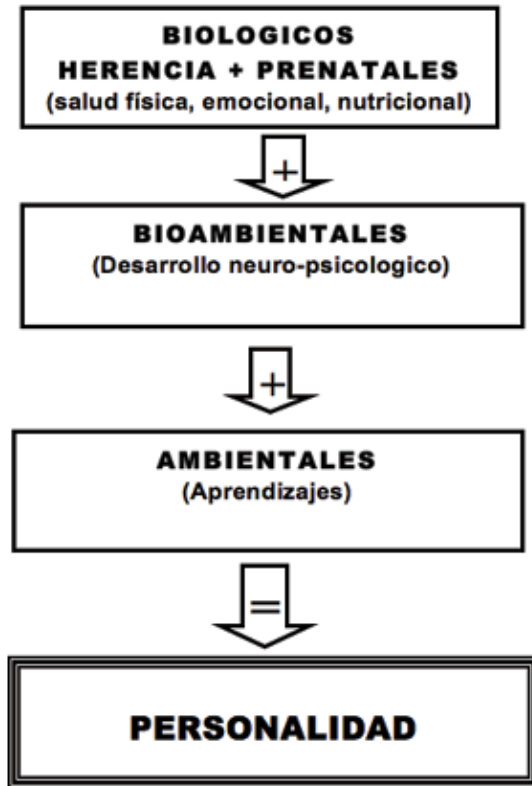 BIOLOGICOS
HERENCIA + PRENATALES
(salud física, emocional, nutricional)
+
BIOAMBIENTALES
(Desarrollo neuro-psicologico)
+
AMBIENTALES
(Aprendizajes)
=
PERSONALIDAD